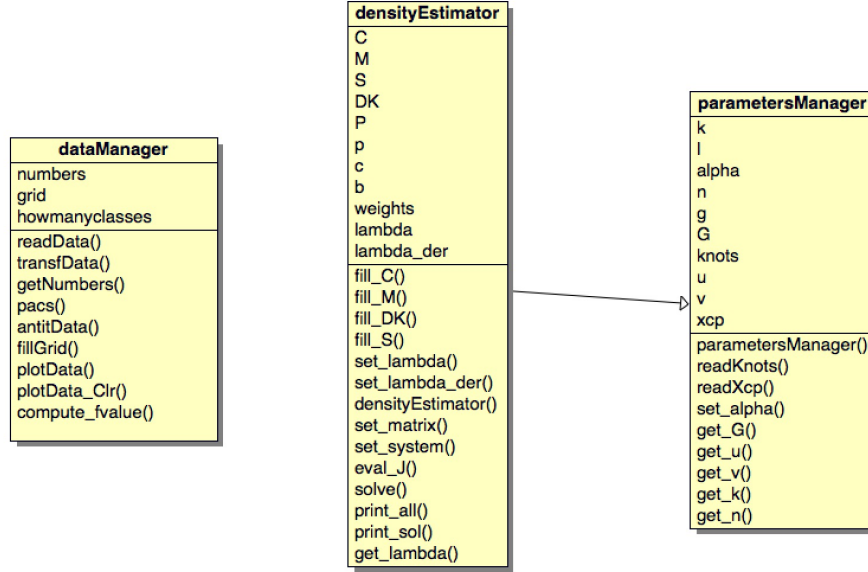 dataManager
numbers
grid
howmanyclasses
readData()
transfData()
getNumbers()
pacs()
antitData()
fillGrid()
plotData()
plotData_Clr()
compute_fvalue()
densityEstimator
C
M
S
DK
P
p
c
b
weights
lambda
lambda_der
fill_C()
fill_M()
fill_DK()
fill_S()
set_lambda()
set_lambda_der()
densityEstimator()
set_matrix()
set_system()
eval_J()
solve()
print_all()
print_sol()
get_lambda()
parametersManager
k
l
alpha
n
g
G
knots
u
v
xcp
parametersManager()
readKnots()
readXcp()
set_alpha()
get_G()
get_u()
get_v()
get_k()
get_n()